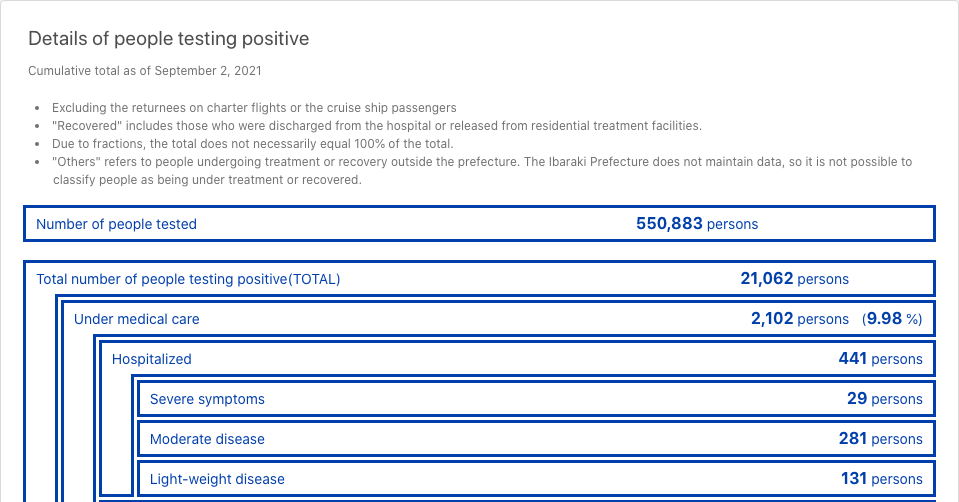 Details of people testing positive
Cumulative total as of September 2, 2021
• Excluding the returnees on charter flights or the cruise ship passengers
• "Recovered" includes those who were discharged from the hospital or released from residential treatment facilities.
• Due to fractions, the total does not necessarily equal 100% of the total.
• "Others" refers to people undergoing treatment or recovery outside the prefecture. The Ibaraki Prefecture does not maintain data, so it is not possible to
classify people as being under treatment or recovered.
Number of people tested 550,883 persons
Total number of people testing positive(TOTAL) 21,062 persons
Under medical care 2,102 persons (9.98 %)
Hospitalized 441 persons
Severe symptoms 29 persons
Moderate disease 281 persons
Light-weight disease 131 persons